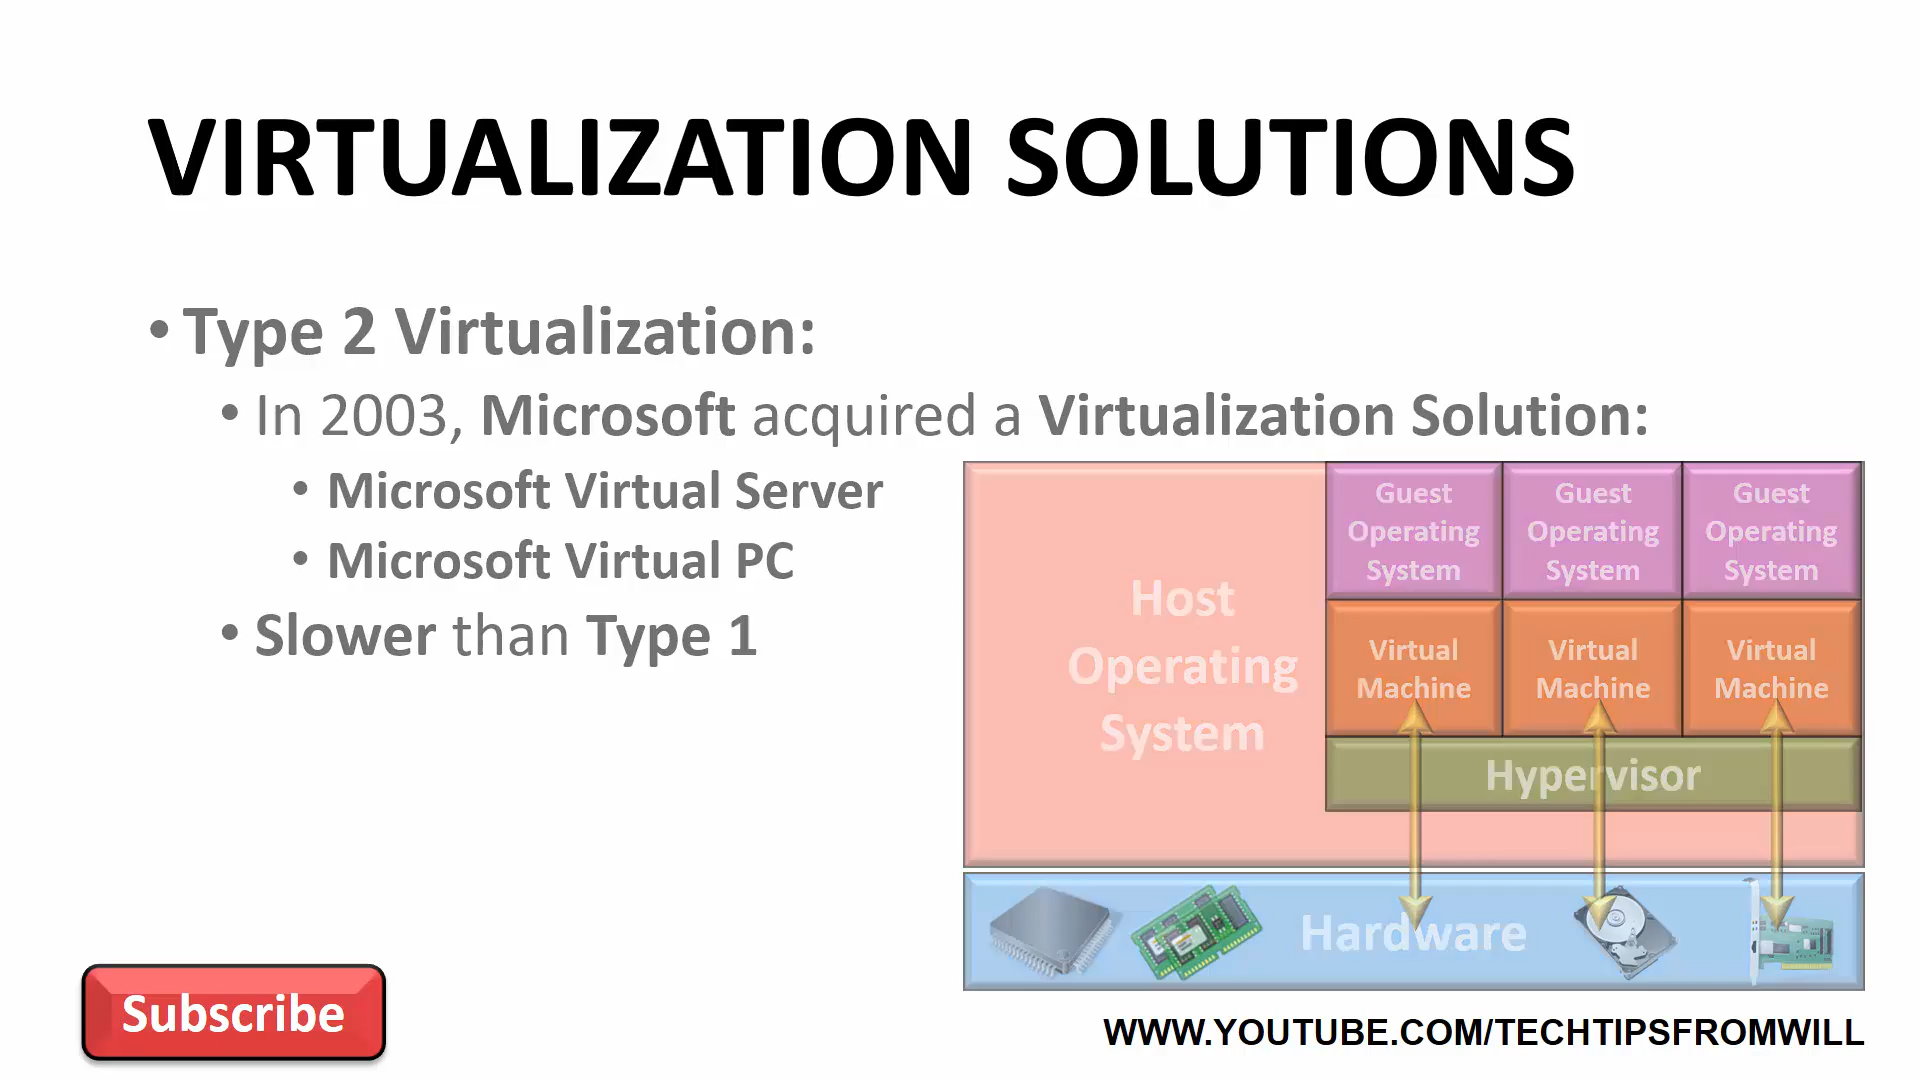 VIRTUALIZATION SOLUTIONS
• Type 2 Virtualization:
• In 2003, Microsoft acquired a Virtualization Solution:
• Microsoft Virtual Server
• Microsoft Virtual PC
• Slower than Type 1
Host
Operating
System
Guest
Operating
System
Guest
Operating
System
Guest
Operating
System
Virtual
Machine
Virtual
Machine
Virtual
Machine
Hypervisor
Hardware
Subscribe
WWW.YOUTUBE.COM/TECHTIPSFROMWILL